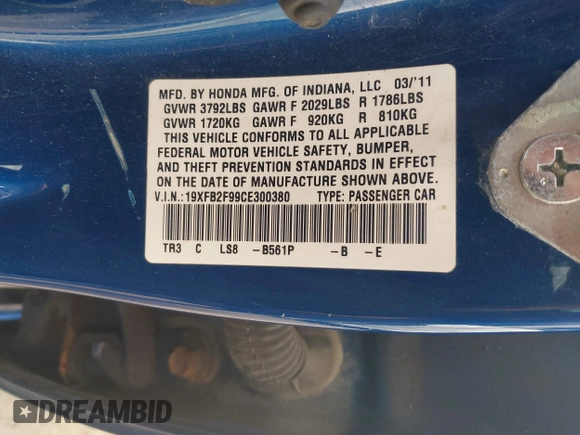 MFD. BY HONDA MFG. OF INDIANA, LLC 03/'11
GVWR 3792LBS GAWR F 2029LBS R 1786LBS
GVWR 1720KG GAWR F 920KG R 810KG
THIS VEHICLE CONFORMS TO ALL APPLICABLE
FEDERAL MOTOR VEHICLE SAFETY, BUMPER,
AND THEFT PREVENTION STANDARDS IN EFFECT
ON THE DATE OF MANUFACTURE SHOWN ABOVE.
V.I.N.:19XFB2F99CE300380 TYPE: PASSENGER CAR
TR3 C LS8 -B561P -B -E
DREAMBID